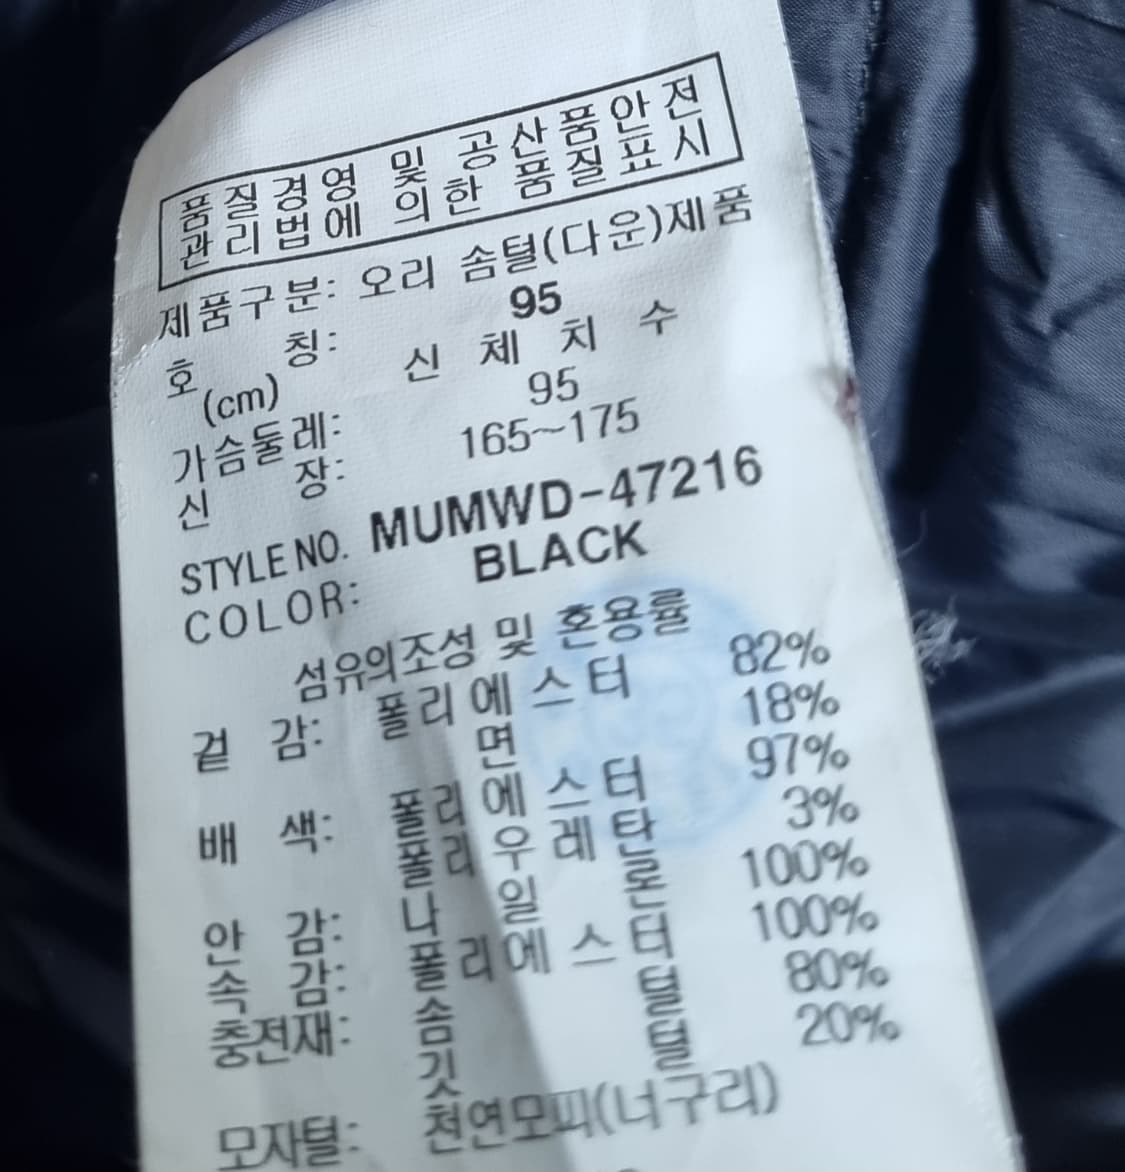 품질경영 및 공산품안전
관리법에 의한 품질표시
제품구분: 오리 솜털(다운)제품
호 칭: 95
(cm) 신 체 치 수
가슴둘레: 95
신 장: 165~175
STYLE NO. MUMWD-47216
COLOR: BLACK
섬유의조성 및 혼용률
겉 감: 폴리에스터 82%
면 18%
배 색: 폴리에스터 97%
폴리우레탄 3%
안 감: 나일론 100%
속 감: 폴리에스터 100%
충전재: 솜털 80%
깃털 20%
모자털: 천연모피(너구리)